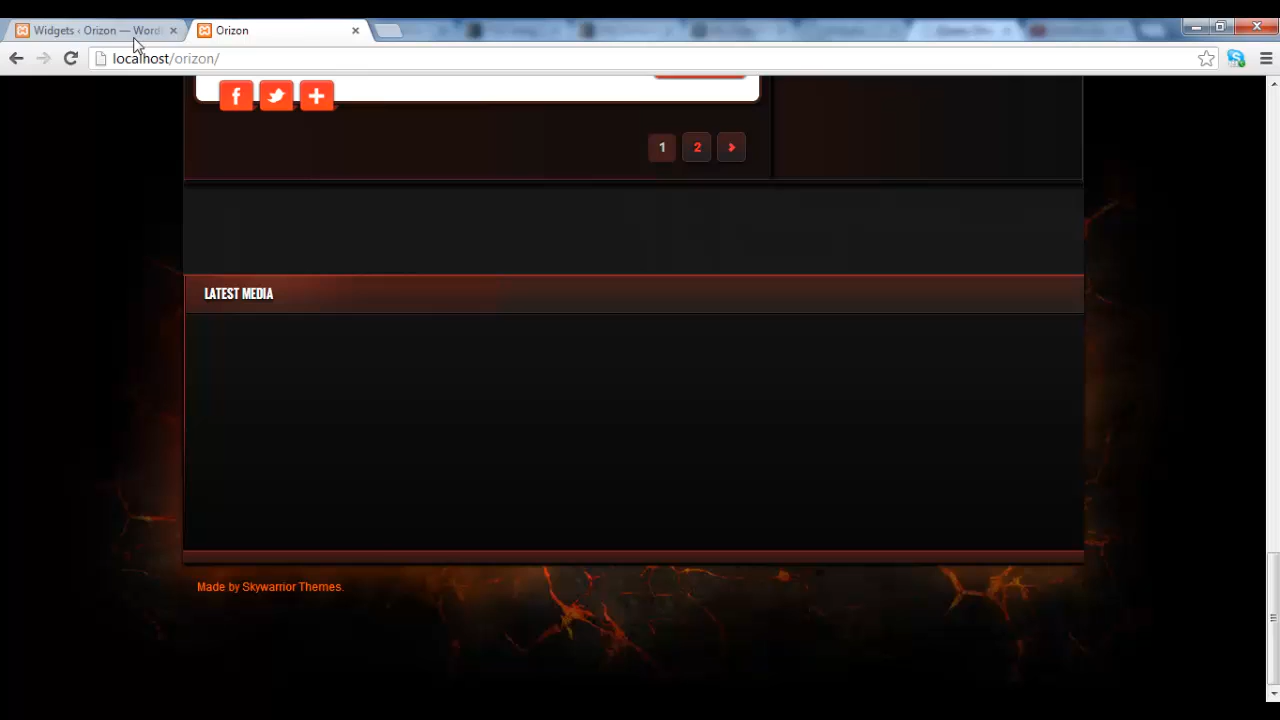 Widgets ‹ Orizon — Word
Orizon
localhost/orizon/
1
2
LATEST MEDIA
Made by Skywarrior Themes.